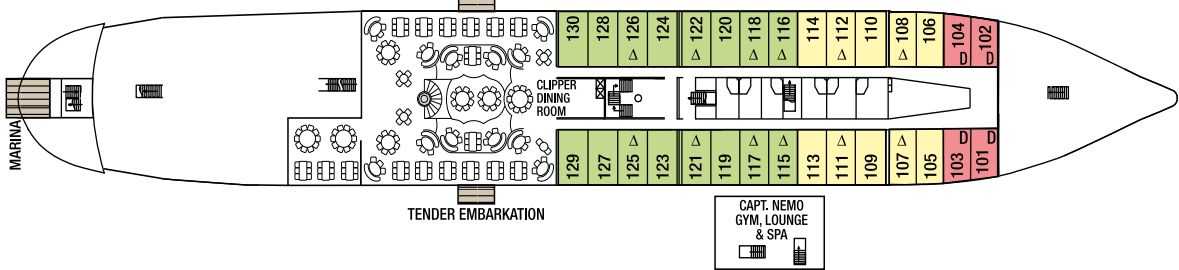 130 128 Δ 126 124 Δ 122 120 Δ 118 Δ 116 114 Δ 112 110 Δ 108 106 D 104 D 102
CLIPPER
DINING
ROOM
MARINA
129 127 125 Δ 123 121 Δ 119 117 Δ 115 Δ 113 111 Δ 109 107 Δ 105 103 D 101 D
TENDER EMBARKATION
CAPT. NEMO
GYM, LOUNGE
& SPA